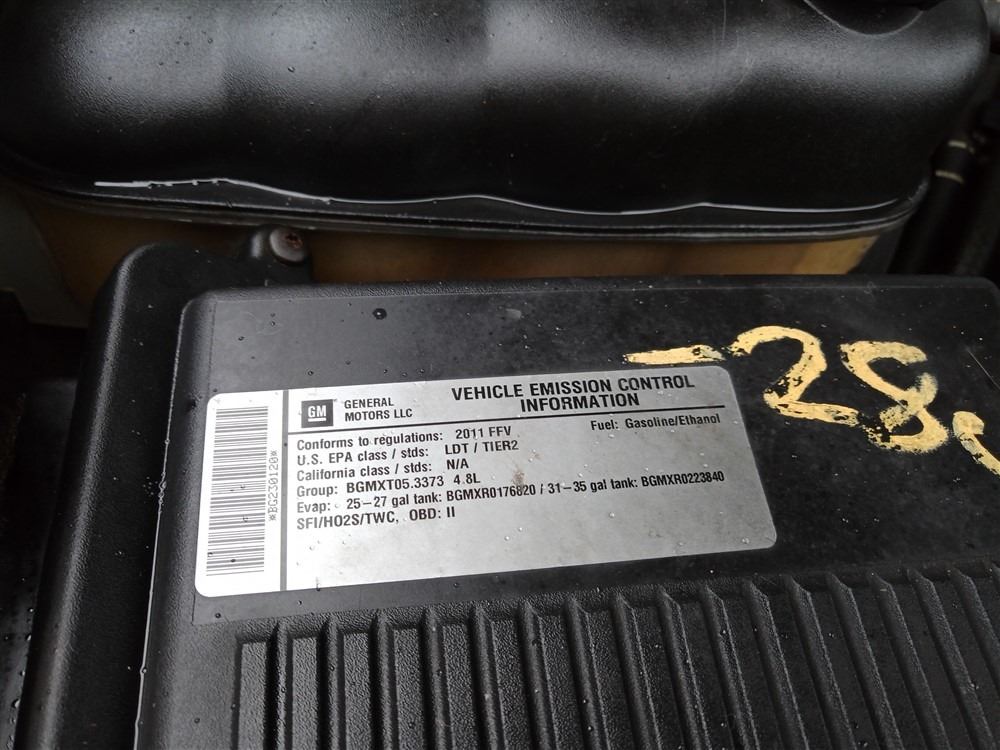 -28
GM
GENERAL
MOTORS LLC
VEHICLE EMISSION CONTROL
INFORMATION
Conforms to regulations: 2011 FFV
Fuel: Gasoline/Ethanol
U.S. EPA class / stds: LDT / TIER2
California class / stds: N/A
Group: BGMXT05.3373 4.8L
Evap: 25-27 gal tank: BGMXR0176820 / 31-35 gal tank: BGMXR0223840
SFI/HO2S/TWC, OBD: II
*BG230120*